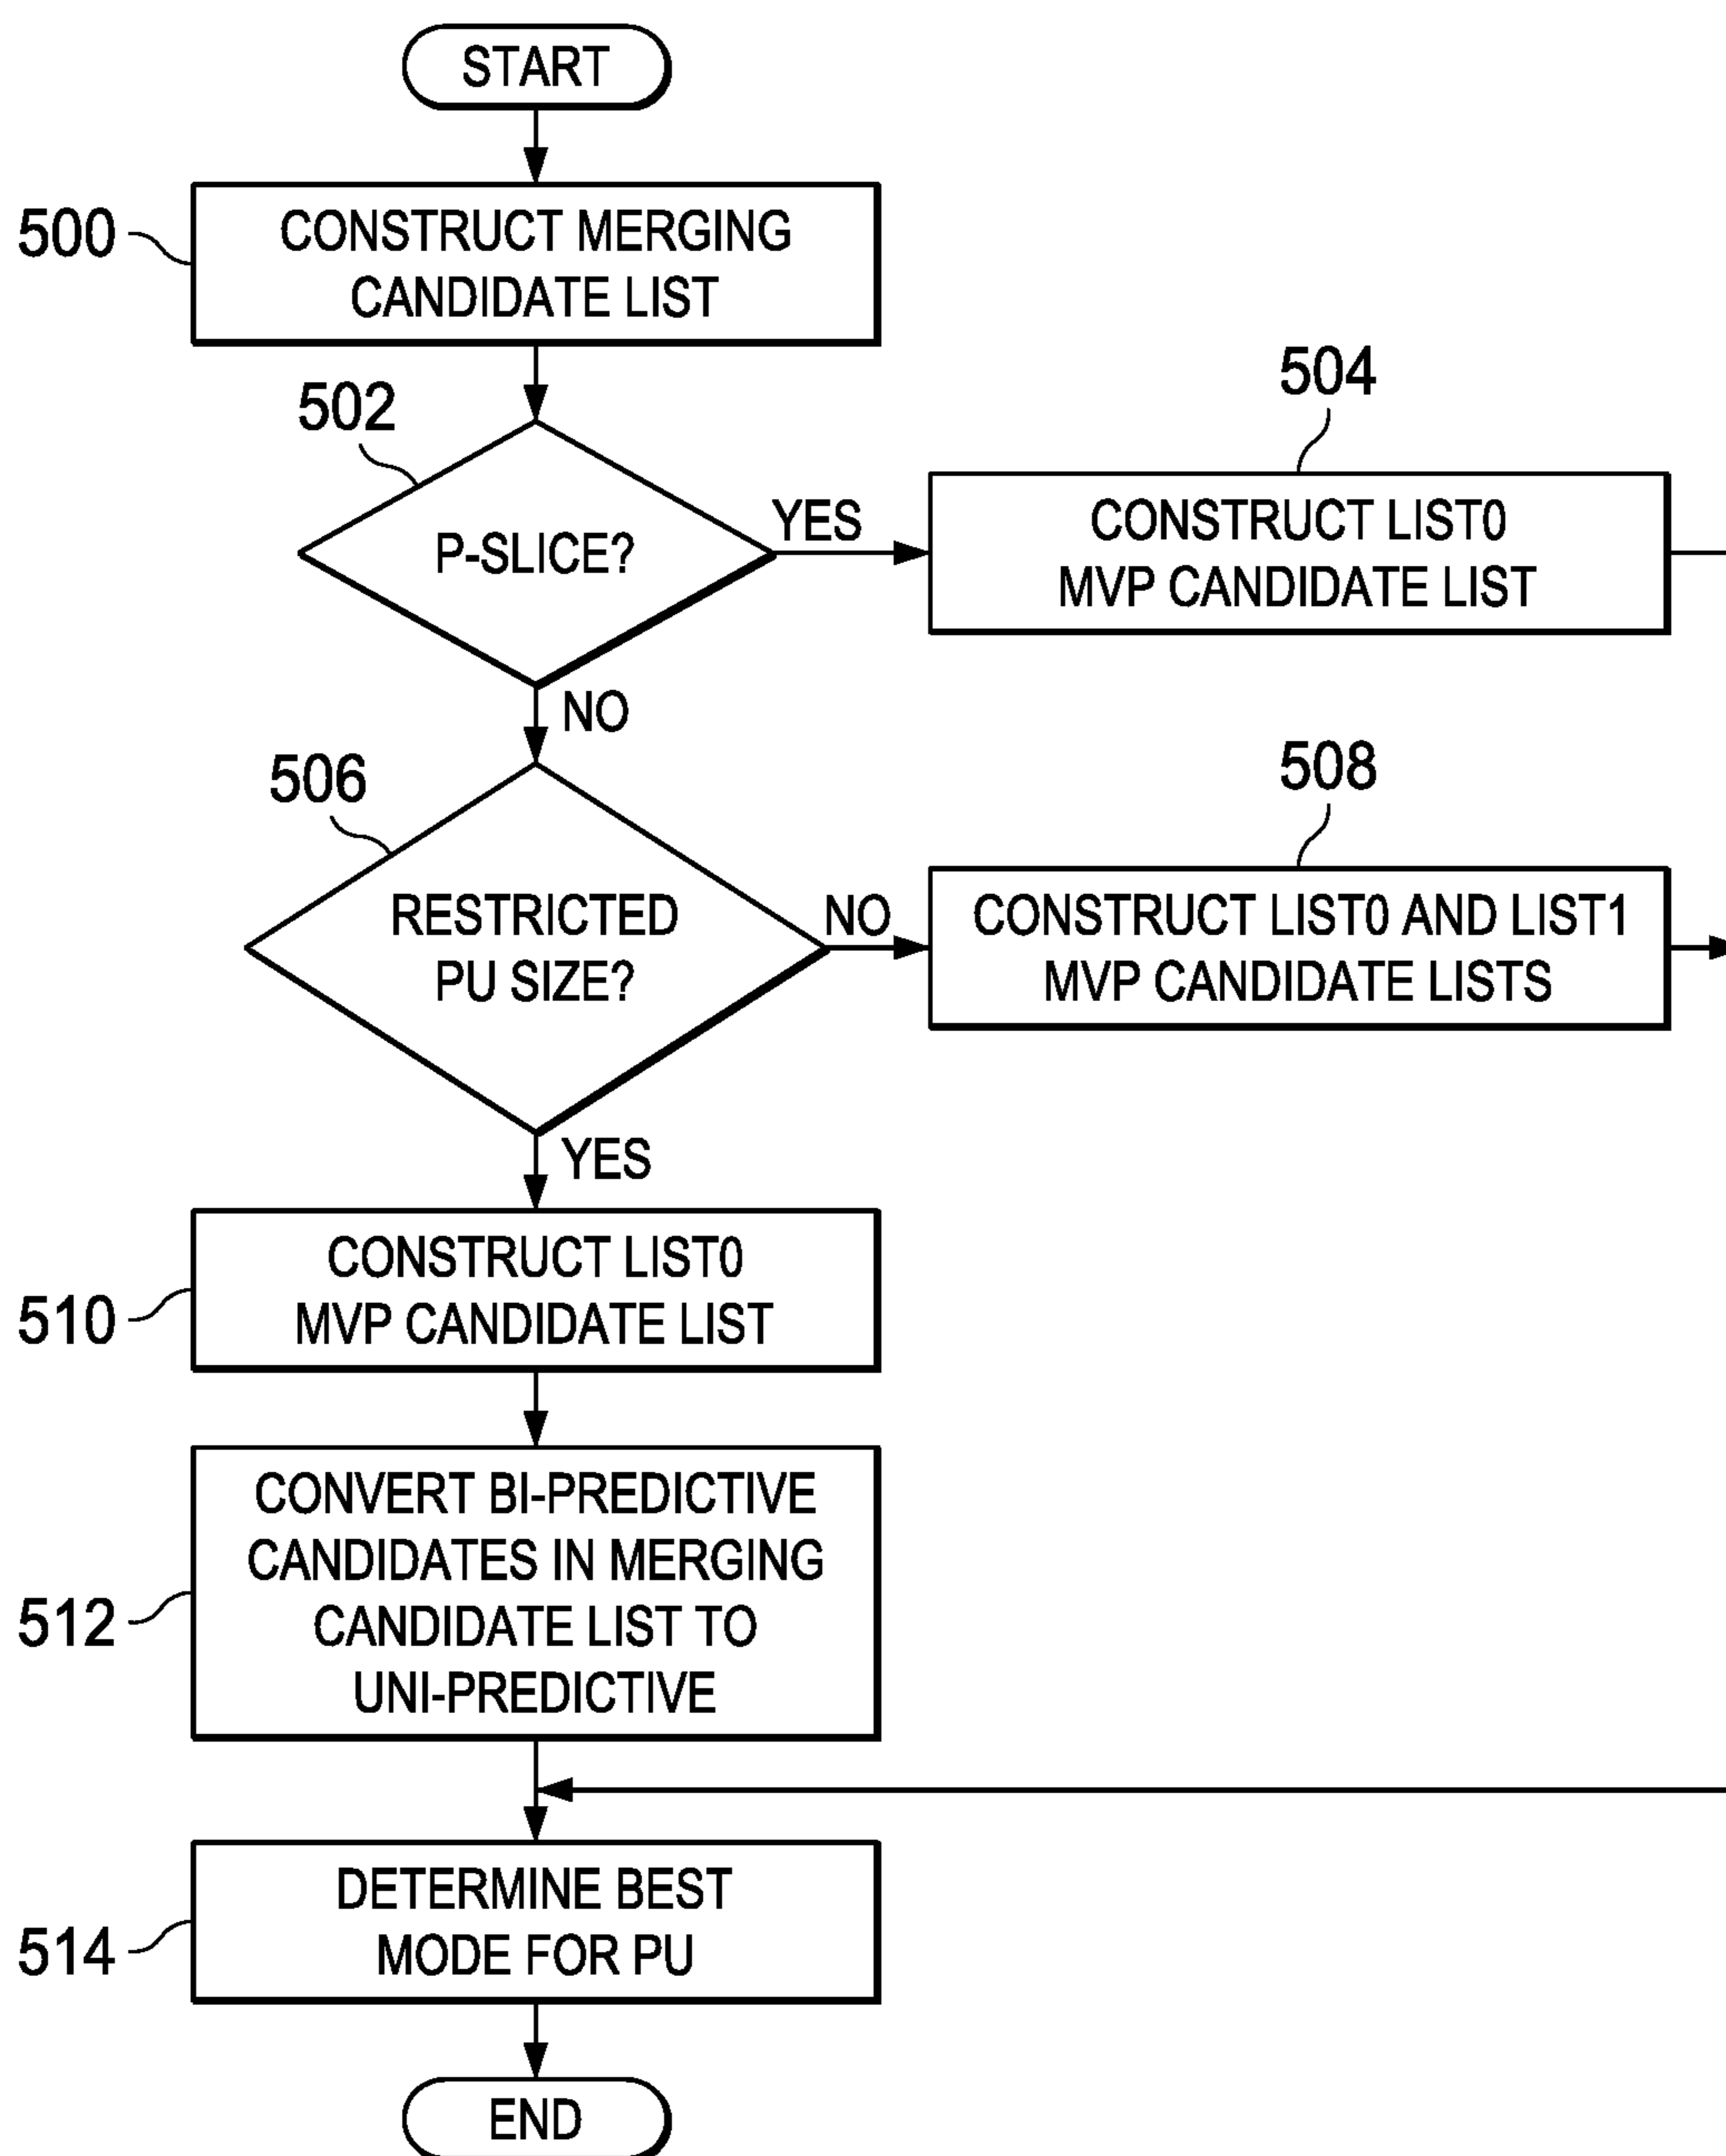 START
500
CONSTRUCT MERGING
CANDIDATE LIST
502
P-SLICE?
YES
504
CONSTRUCT LIST0
MVP CANDIDATE LIST
NO
506
RESTRICTED
PU SIZE?
NO
508
CONSTRUCT LIST0 AND LIST1
MVP CANDIDATE LISTS
YES
510
CONSTRUCT LIST0
MVP CANDIDATE LIST
512
CONVERT BI-PREDICTIVE
CANDIDATES IN MERGING
CANDIDATE LIST TO
UNI-PREDICTIVE
514
DETERMINE BEST
MODE FOR PU
END